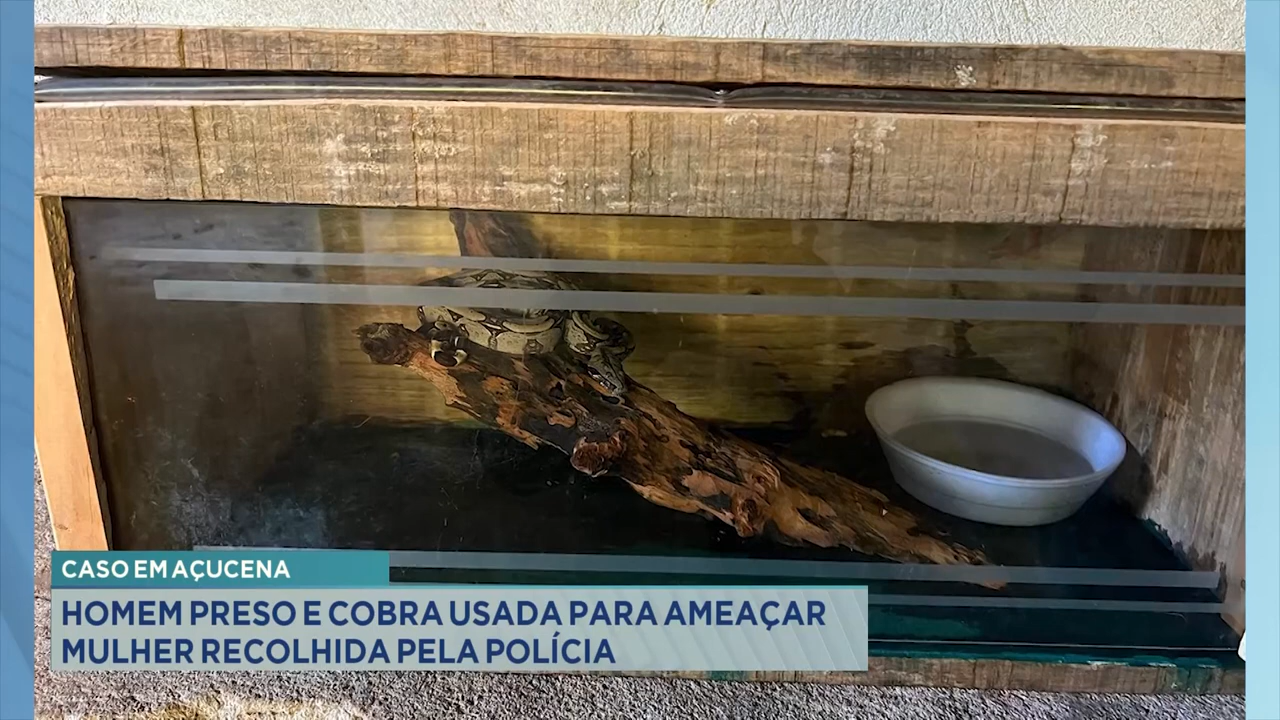 CASO EM AÇUCENA
HOMEM PRESO E COBRA USADA PARA AMEAÇAR
MULHER RECOLHIDA PELA POLÍCIA